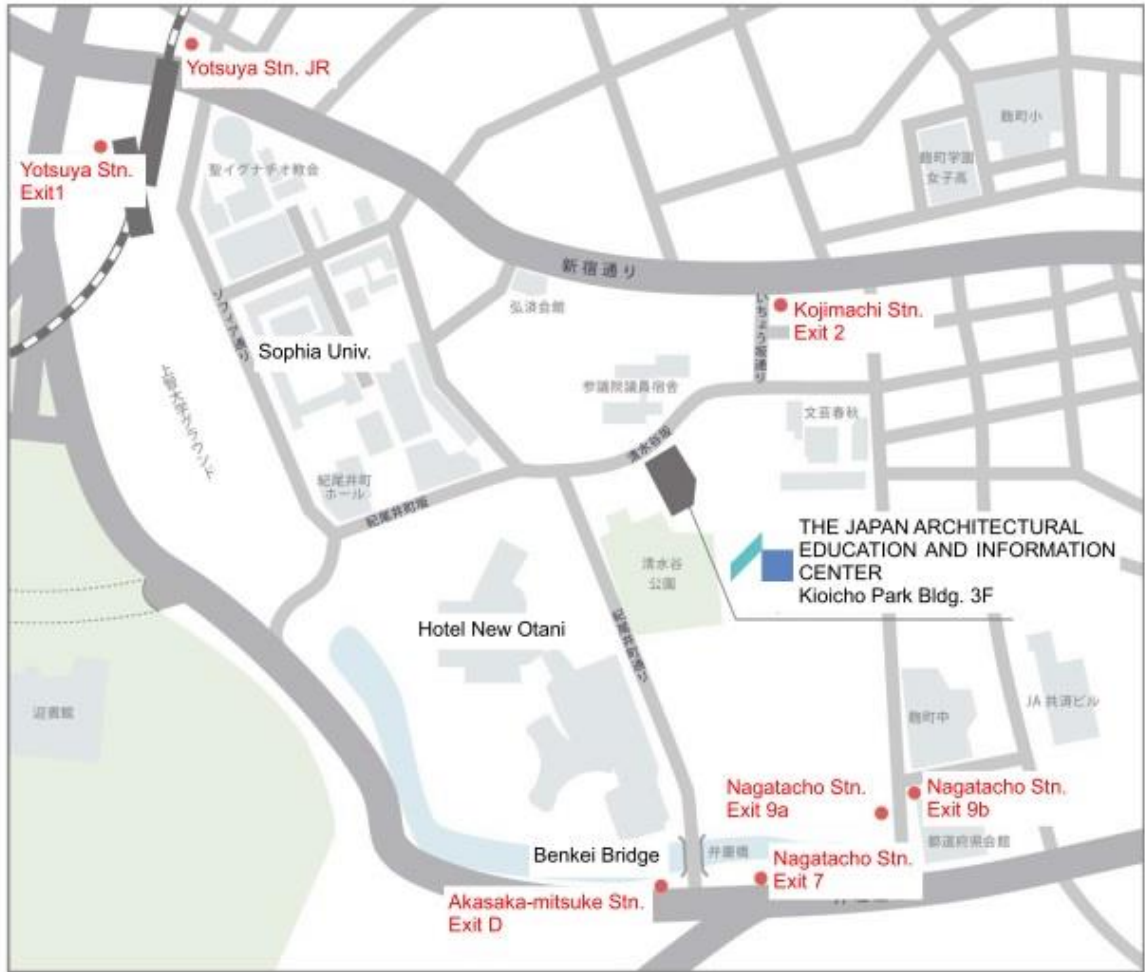 Yotsuya Stn. JR
麹町小
Yotsuya Stn.
Exit1
聖イグナチオ教会
麹町学園
女子高
新宿通り
弘済会館
Kojimachi Stn.
Exit 2
いちょう坂通り
ソフィア通り
Sophia Univ.
上智大学グラウンド
参議院議員宿舎
文芸春秋
清水谷坂
紀尾井町
ホール
紀尾井町坂
THE JAPAN ARCHITECTURAL
EDUCATION AND INFORMATION
CENTER
Kioicho Park Bldg. 3F
清水谷
公園
Hotel New Otani
紀尾井町通り
迎賓館
麹町中
JA 共済ビル
Nagatacho Stn.
Exit 9a
Nagatacho Stn.
Exit 9b
都道府県会館
Benkei Bridge
弁慶橋
Nagatacho Stn.
Exit 7
Akasaka-mitsuke Stn.
Exit D